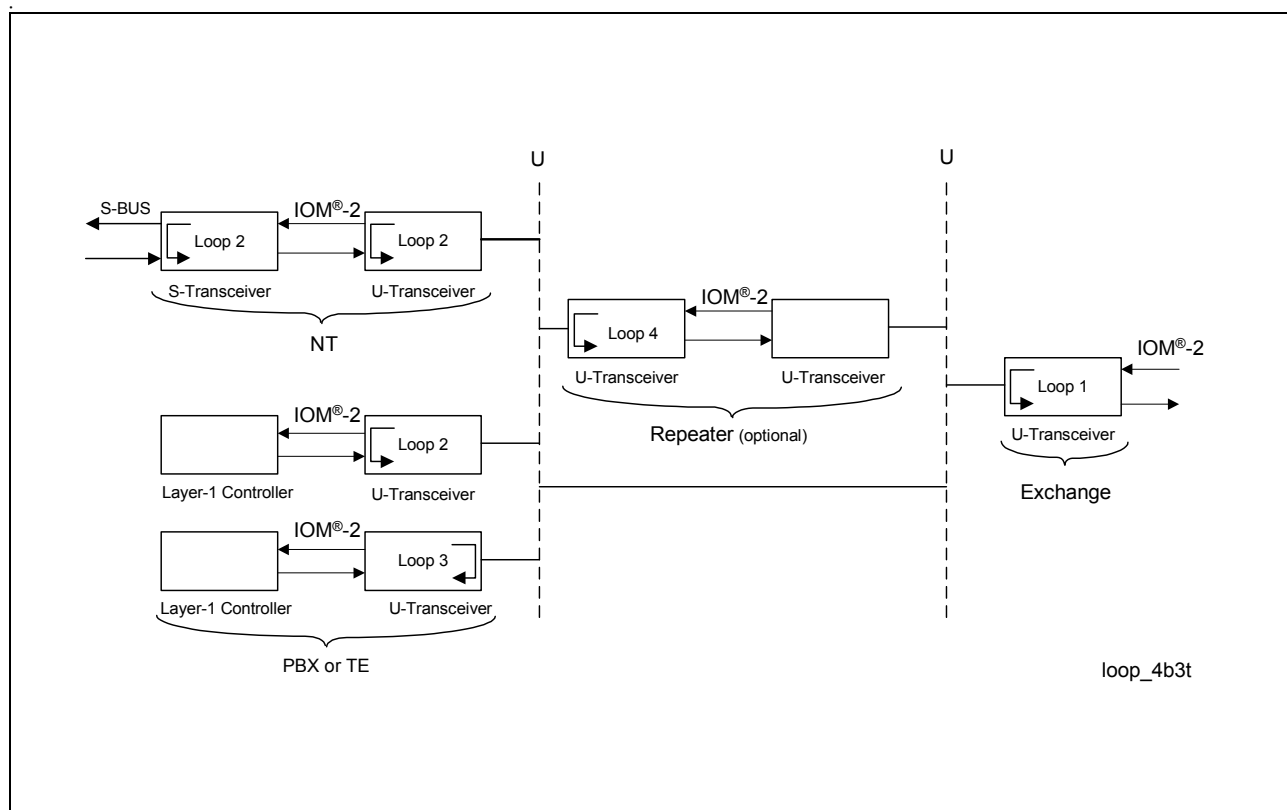 .
U
U
S-BUS
IOM®-2
Loop 2
Loop 2
S-Transceiver
U-Transceiver
NT
IOM®-2
Loop 4
U-Transceiver
U-Transceiver
Repeater (optional)
IOM®-2
Loop 1
U-Transceiver
Exchange
IOM®-2
Loop 2
Layer-1 Controller
U-Transceiver
IOM®-2
Loop 3
Layer-1 Controller
U-Transceiver
PBX or TE
loop_4b3t